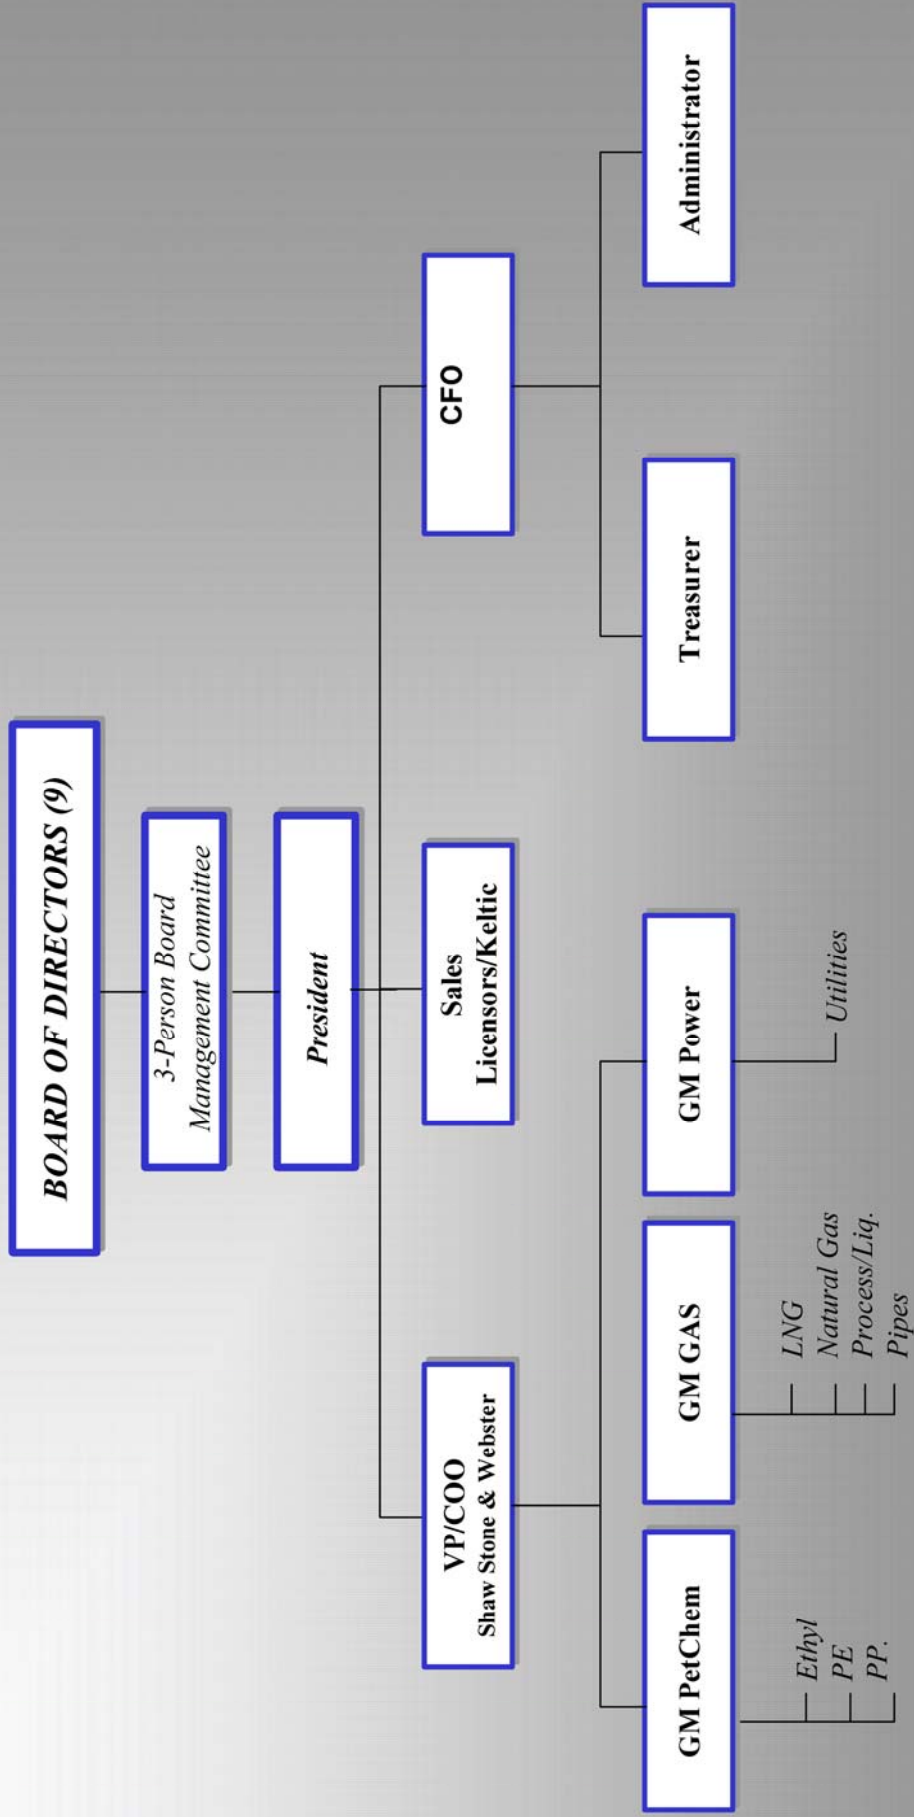 BOARD OF DIRECTORS (9)
3-Person Board
Management Committee
President
VP/COO
Shaw Stone & Webster
Sales
Licensors/Keltic
CFO
GM PetChem
GM GAS
GM Power
Treasurer
Administrator
Ethyl
PE
PP.
LNG
Natural Gas
Process/Liq.
Pipes
Utilities